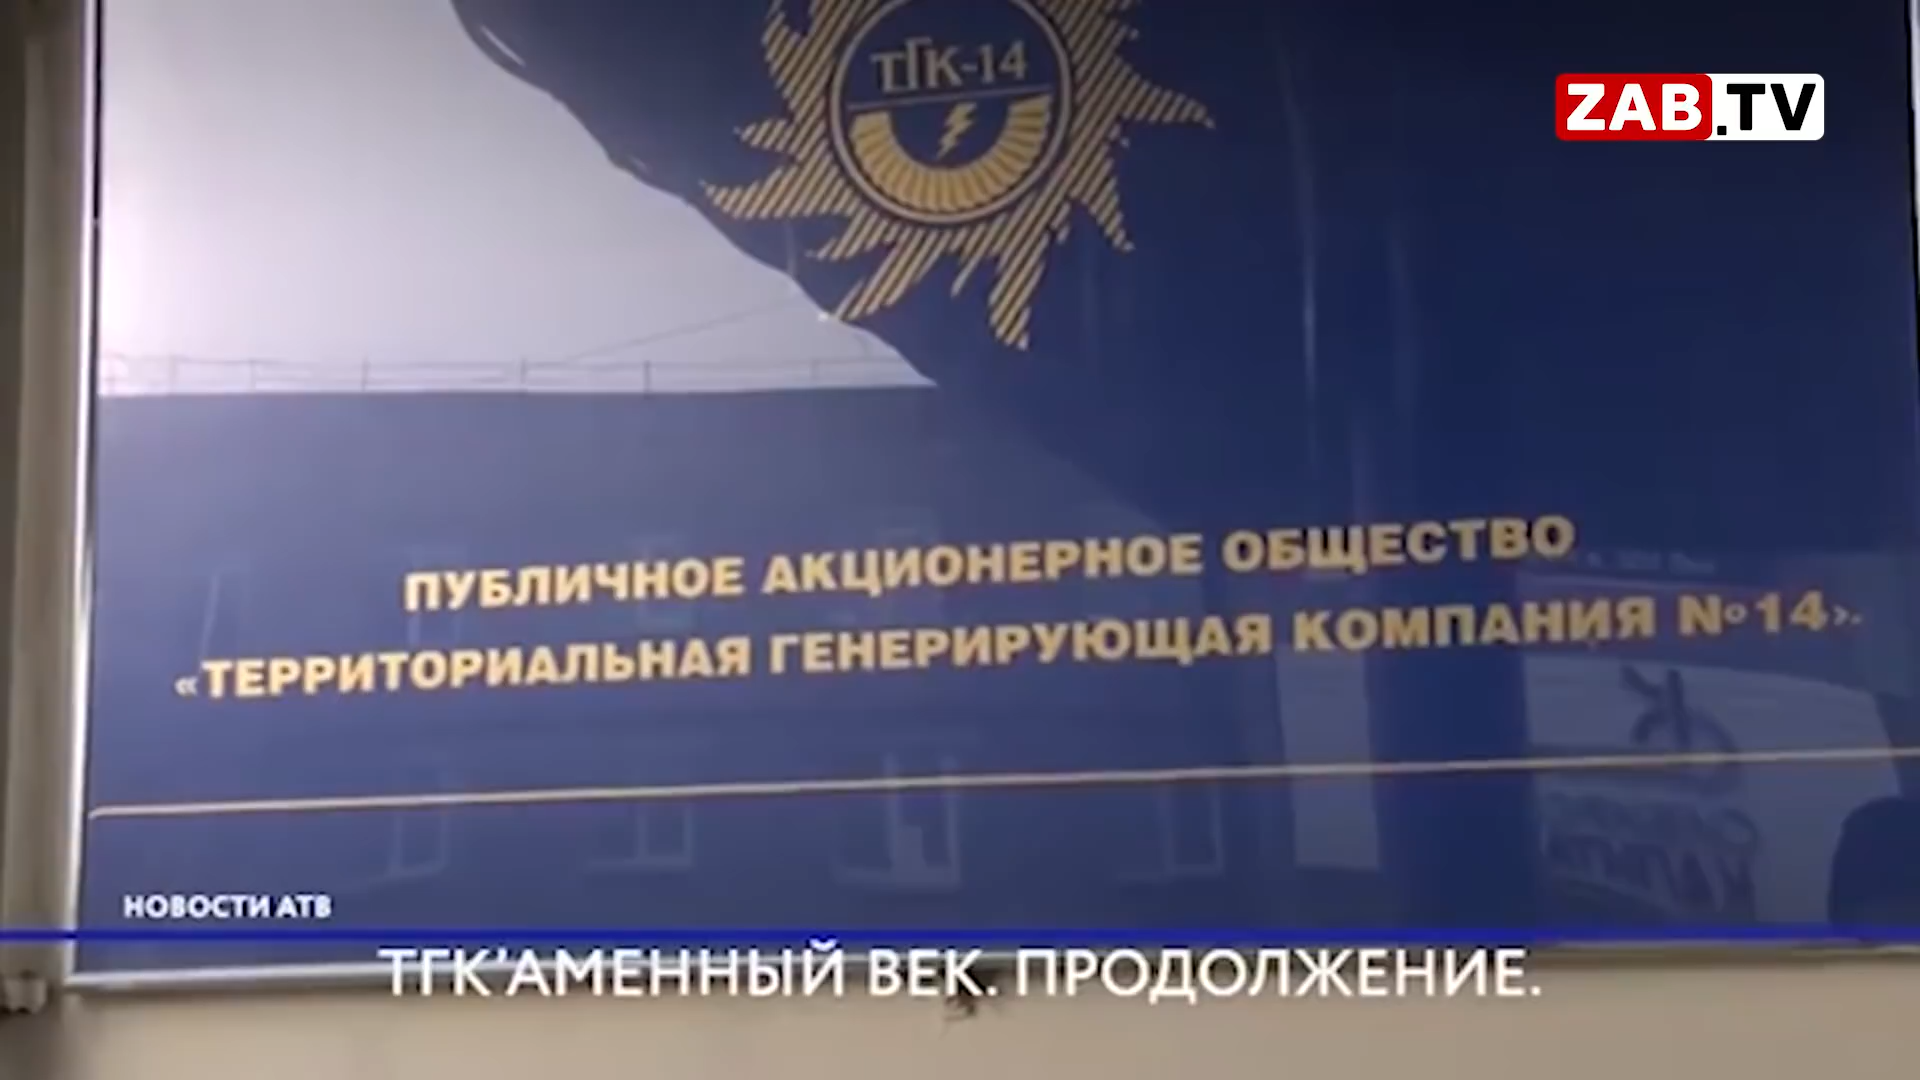 ТГК-14
ZAB.TV
ПУБЛИЧНОЕ АКЦИОНЕРНОЕ ОБЩЕСТВО
«ТЕРРИТОРИАЛЬНАЯ ГЕНЕРИРУЮЩАЯ КОМПАНИЯ №14»
НОВОСТИ АТВ
ТГК'АМЕННЫЙ ВЕК. ПРОДОЛЖЕНИЕ.